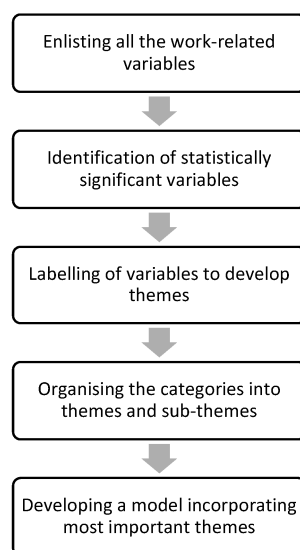 Enlisting all the work-related
variables
Identification of statistically
significant variables
Labelling of variables to develop
themes
Organising the categories into
themes and sub-themes
Developing a model incorporating
most important themes